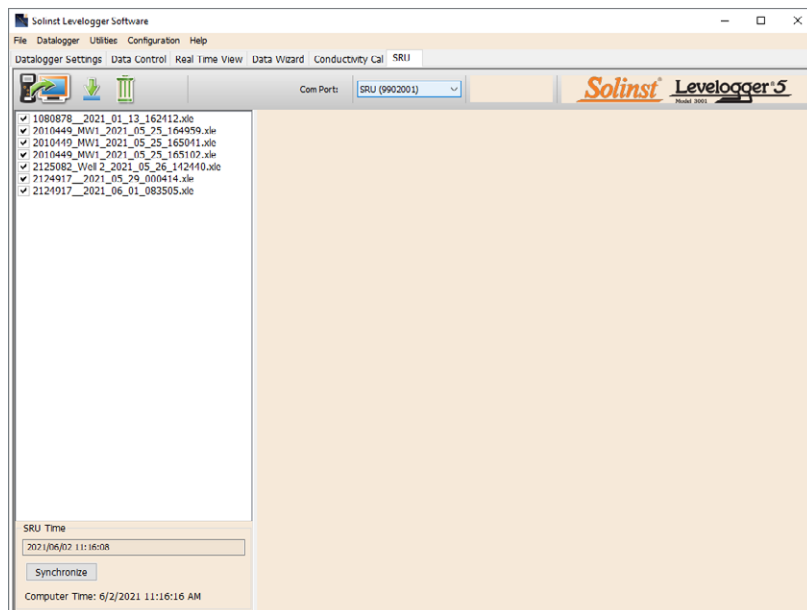 Solinst Levelogger Software
File Datalogger Utilities Configuration Help
Datalogger Settings Data Control Real Time View Data Wizard Conductivity Cal SRU
Com Port: SRU (9902001) Solinst® Levelogger® 5
Model 3001
1080878__2021_01_13_162412.xle
2010449_MW1_2021_05_25_164959.xle
2010449_MW1_2021_05_25_165041.xle
2010449_MW1_2021_05_25_165102.xle
2125082_Well 2_2021_05_26_142440.xle
2124917__2021_05_29_000414.xle
2124917__2021_06_01_083505.xle
SRU Time
2021/06/02 11:16:08
Synchronize
Computer Time: 6/2/2021 11:16:16 AM